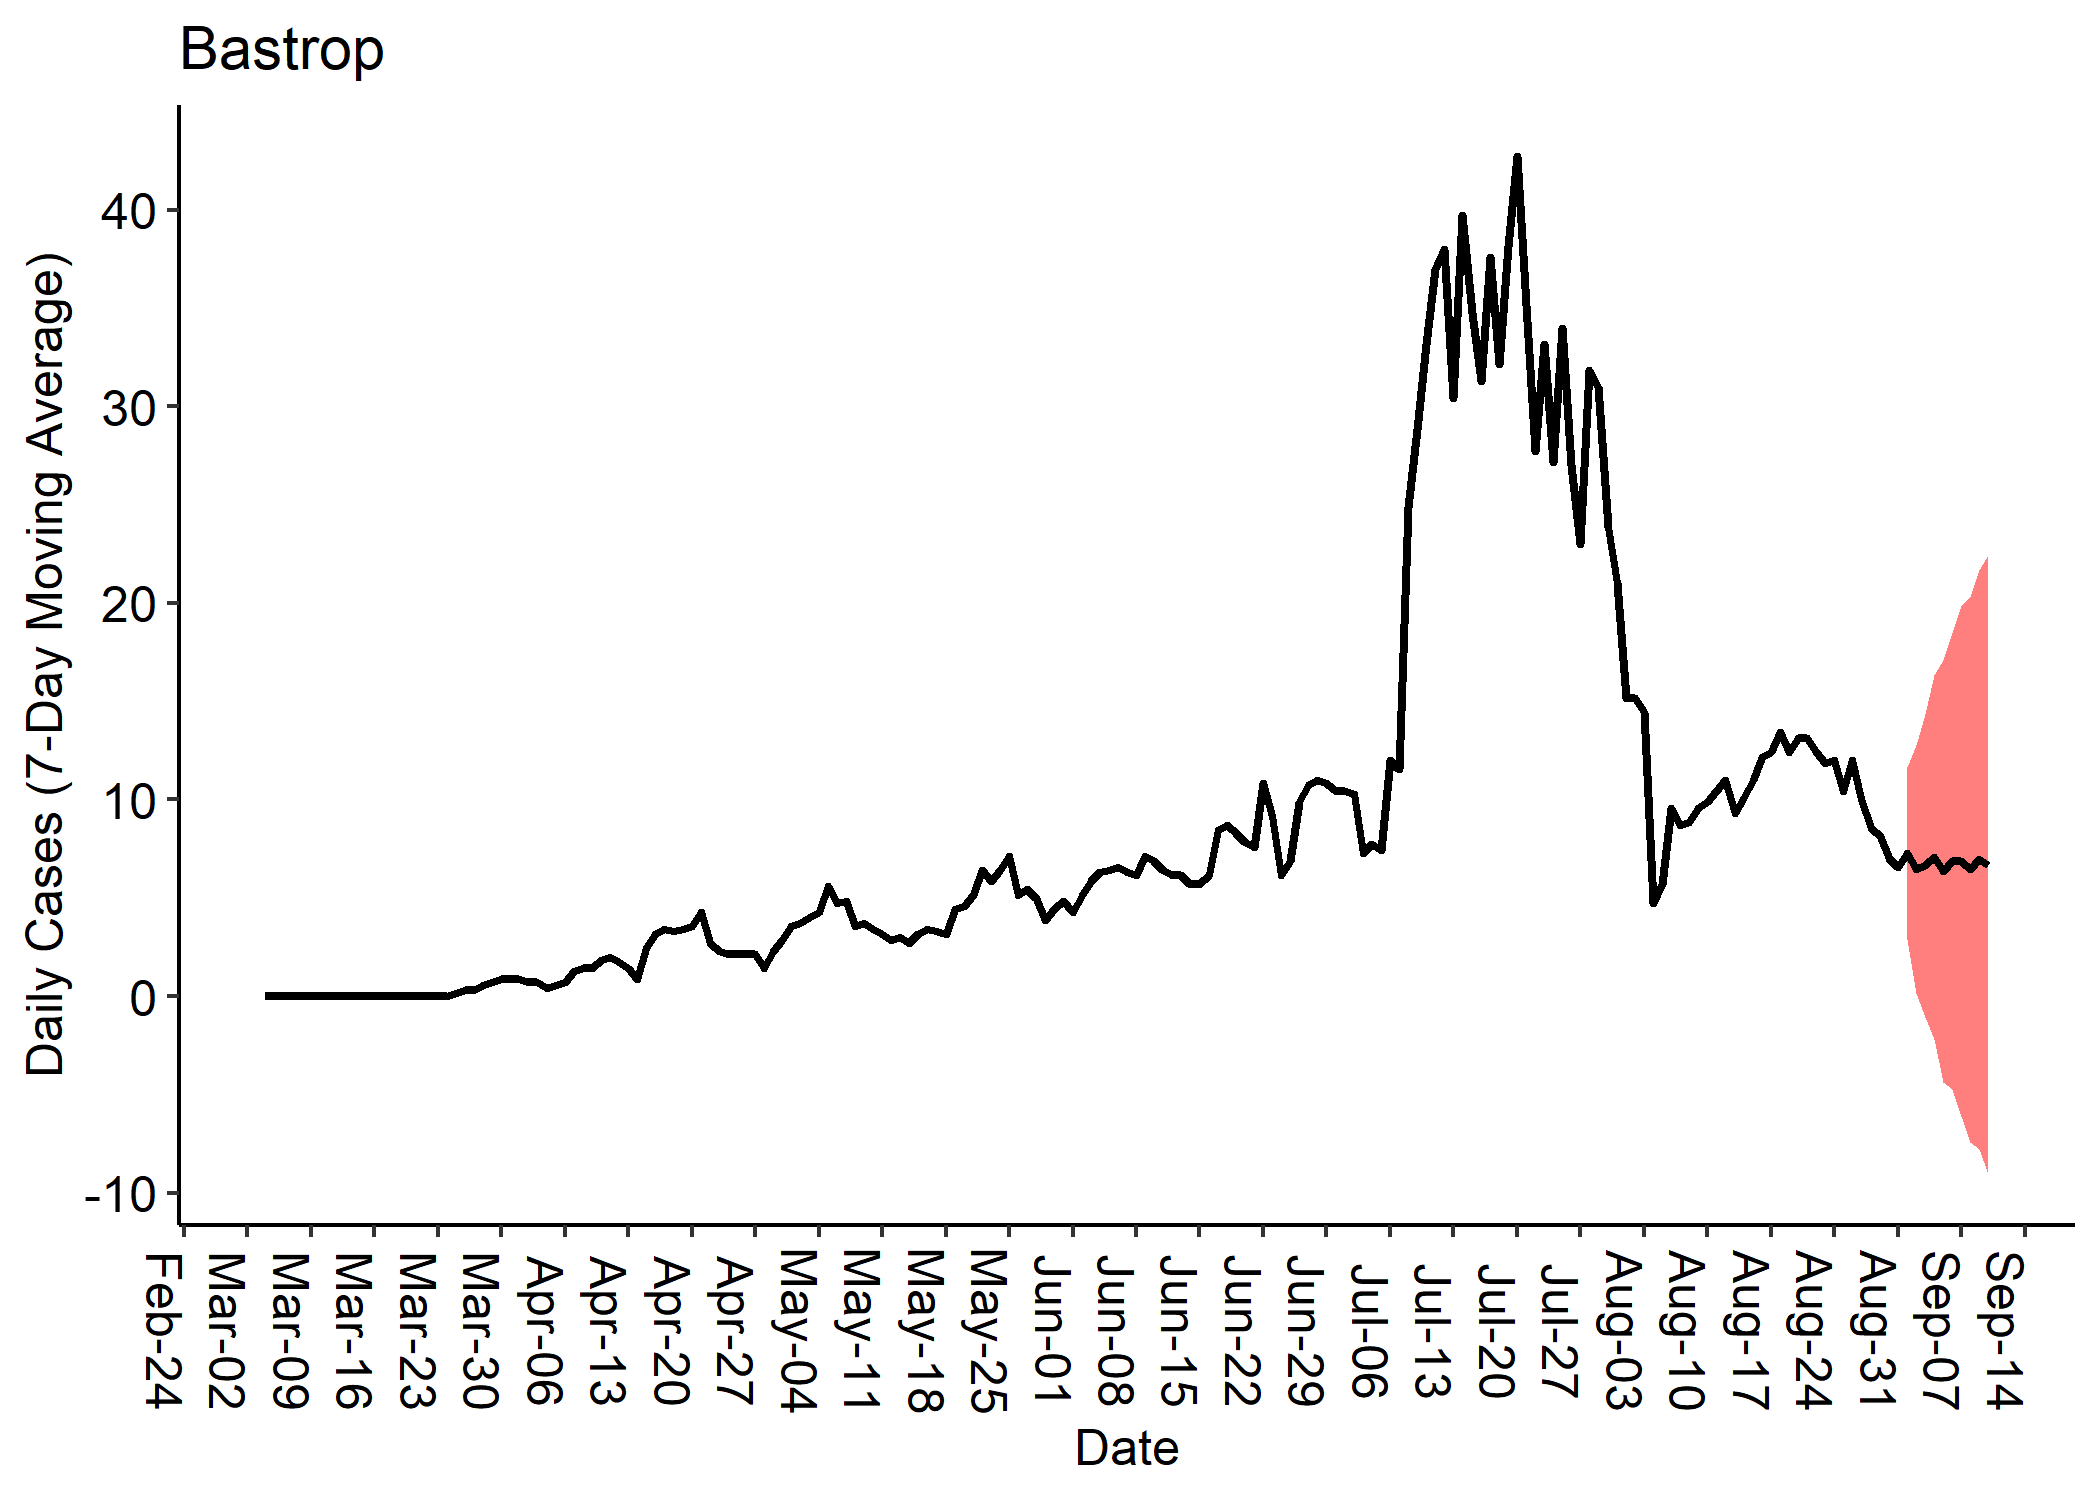 Bastrop
Daily Cases (7-Day Moving Average)
40
30
20
10
0
-10
Feb-24
Mar-02
Mar-09
Mar-16
Mar-23
Mar-30
Apr-06
Apr-13
Apr-20
Apr-27
May-04
May-11
May-18
May-25
Jun-01
Jun-08
Jun-15
Jun-22
Jun-29
Jul-06
Jul-13
Jul-20
Jul-27
Aug-03
Aug-10
Aug-17
Aug-24
Aug-31
Sep-07
Sep-14
Date